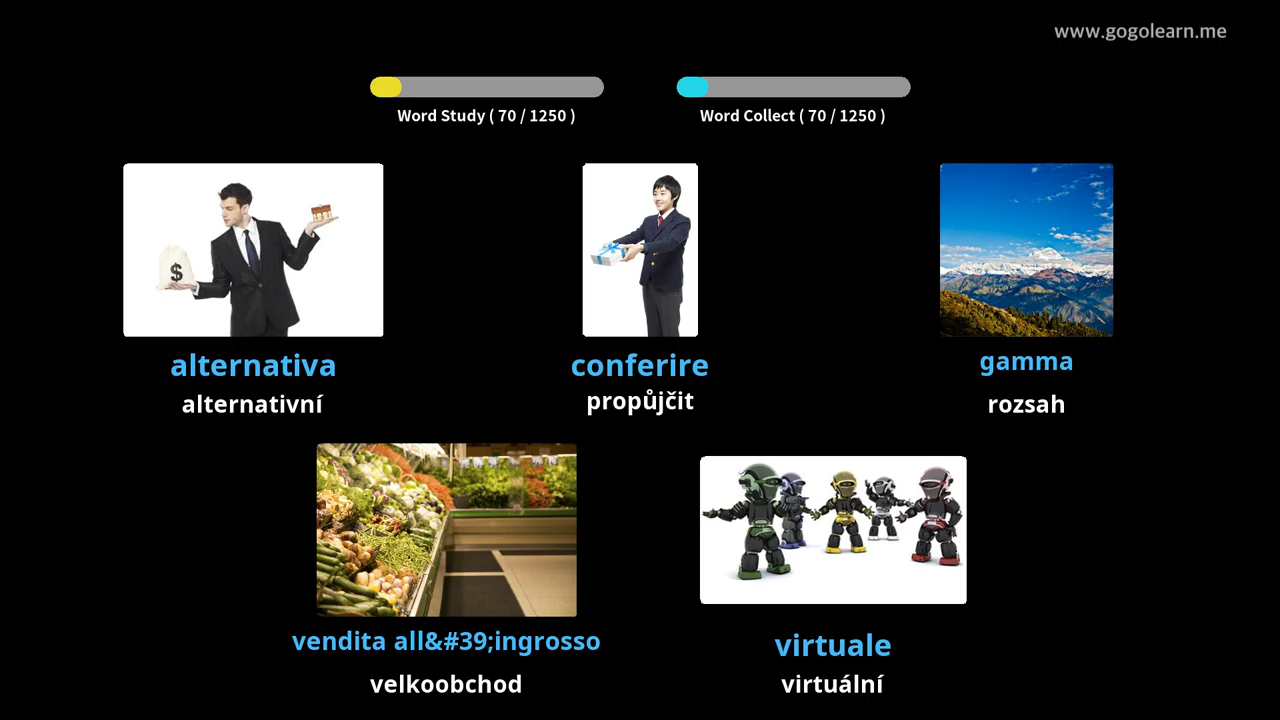 www.gogolearn.me
Word Study ( 70 / 1250 )
Word Collect ( 70 / 1250 )
alternativa
alternativní
conferire
propůjčit
gamma
rozsah
vendita all&#39;ingrosso
velkoobchod
virtuale
virtuální
$